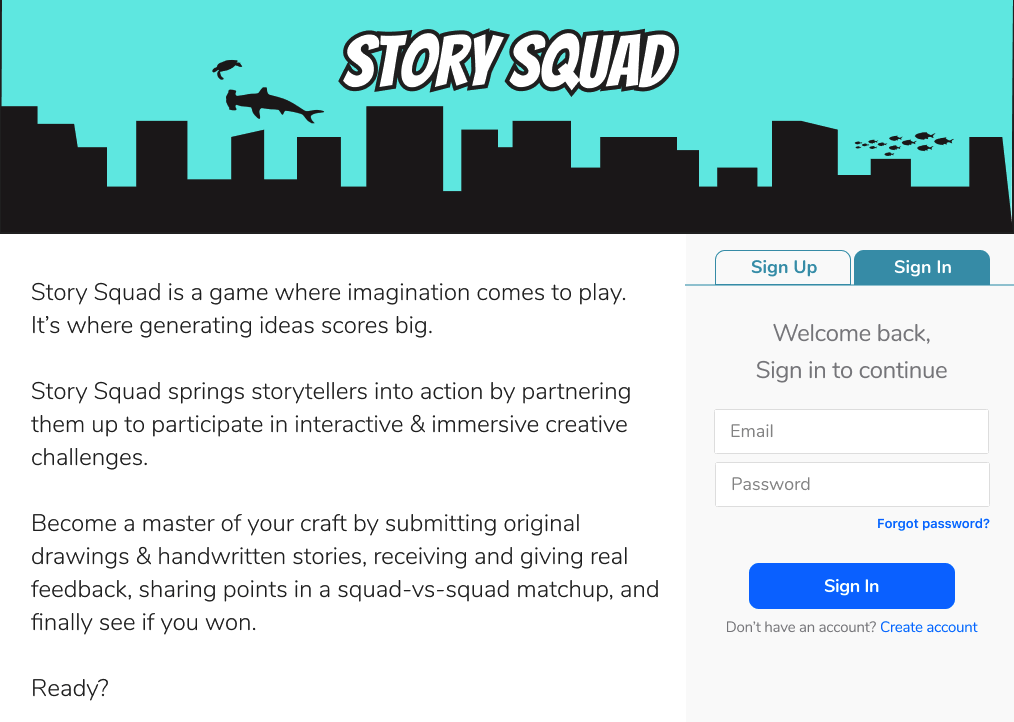 STORY SQUAD
Story Squad is a game where imagination comes to play.
It’s where generating ideas scores big.
Story Squad springs storytellers into action by partnering
them up to participate in interactive & immersive creative
challenges.
Become a master of your craft by submitting original
drawings & handwritten stories, receiving and giving real
feedback, sharing points in a squad-vs-squad matchup, and
finally see if you won.
Ready?
Sign Up
Sign In
Welcome back,
Sign in to continue
Email
Password
Forgot password?
Sign In
Don’t have an account? Create account